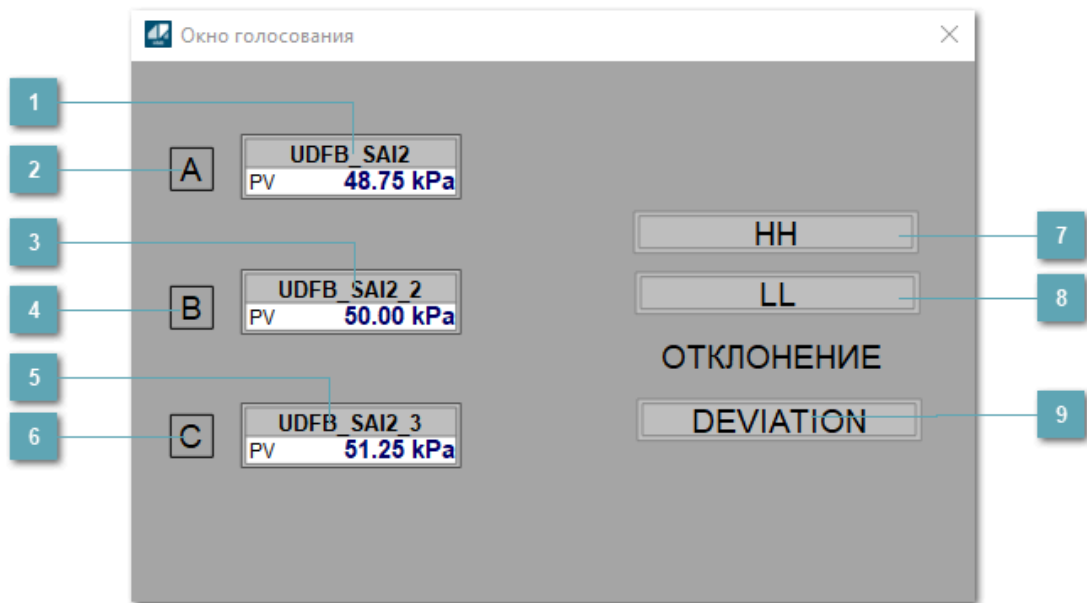 Окно голосования
1
UDFB_SAI2
2
A
PV 48.75 kPa
3
HH
7
UDFB_SAI2_2
LL
8
4
B
PV 50.00 kPa
ОТКЛОНЕНИЕ
5
UDFB_SAI2_3
DEVIATION
9
6
C
PV 51.25 kPa